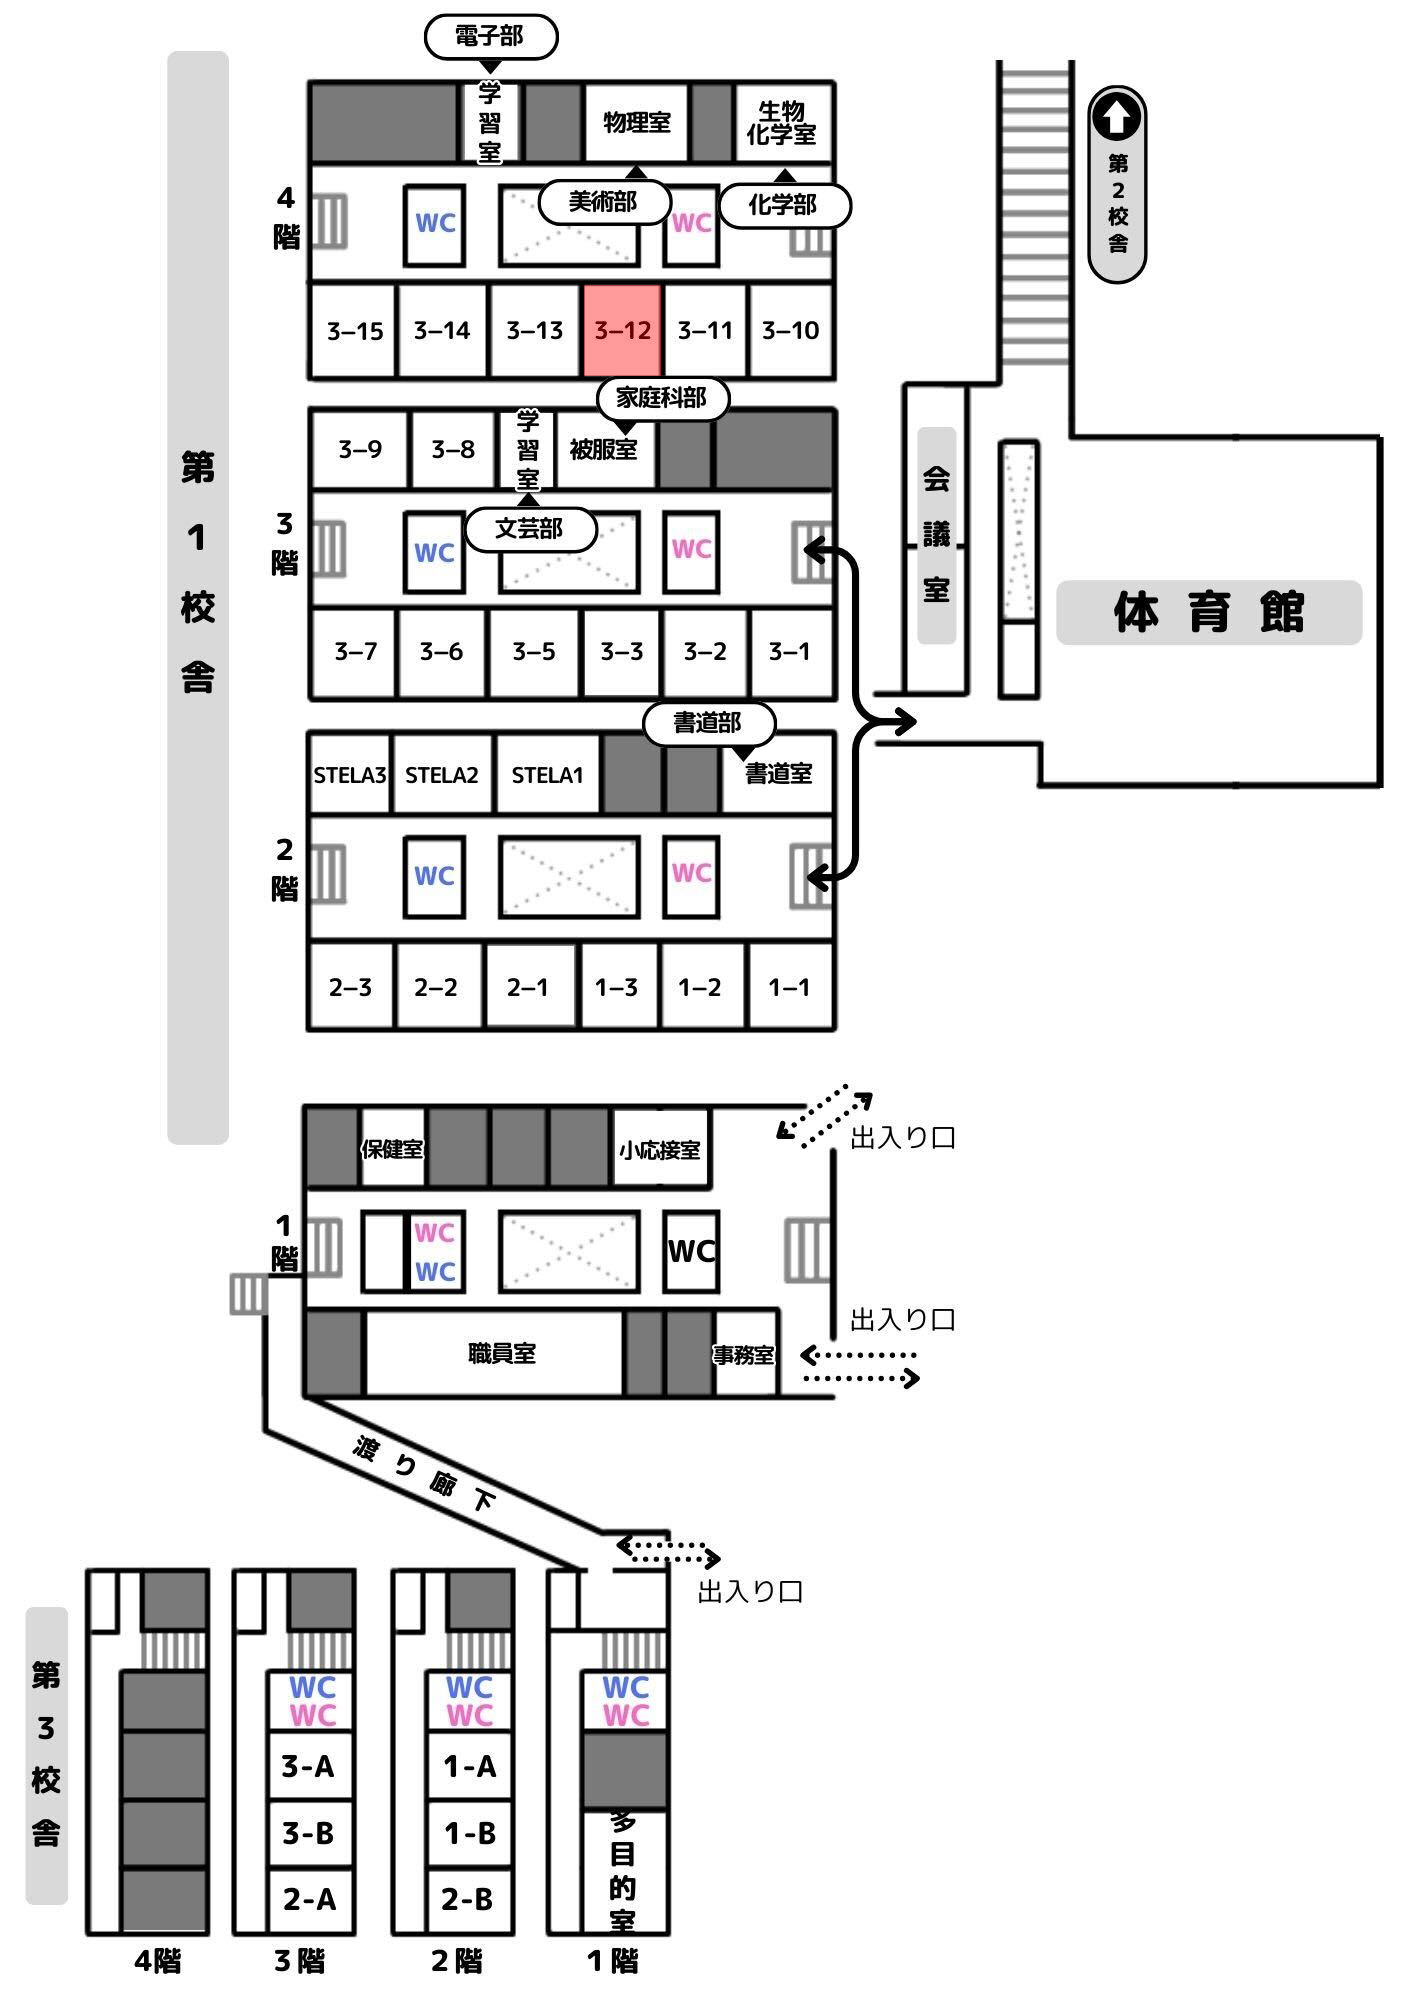 電子部
学習室
物理室
生物
化学室
美術部
化学部
4階
WC
WC
3–15
3–14
3–13
3–12
3–11
3–10
第2校舎
家庭科部
3–9
3–8
学習室
被服室
文芸部
3階
WC
WC
3–7
3–6
3–5
3–3
3–2
3–1
第1校舎
会議室
体育館
書道部
STELA3
STELA2
STELA1
書道室
2階
WC
WC
2–3
2–2
2–1
1–3
1–2
1–1
保健室
小応接室
出入り口
1階
WC
WC
WC
職員室
事務室
出入り口
渡り廊下
出入り口
第3校舎
WC
WC
3-A
3-B
2-A
WC
WC
1-A
1-B
2-B
WC
WC
多目的室
4階
3階
2階
1階